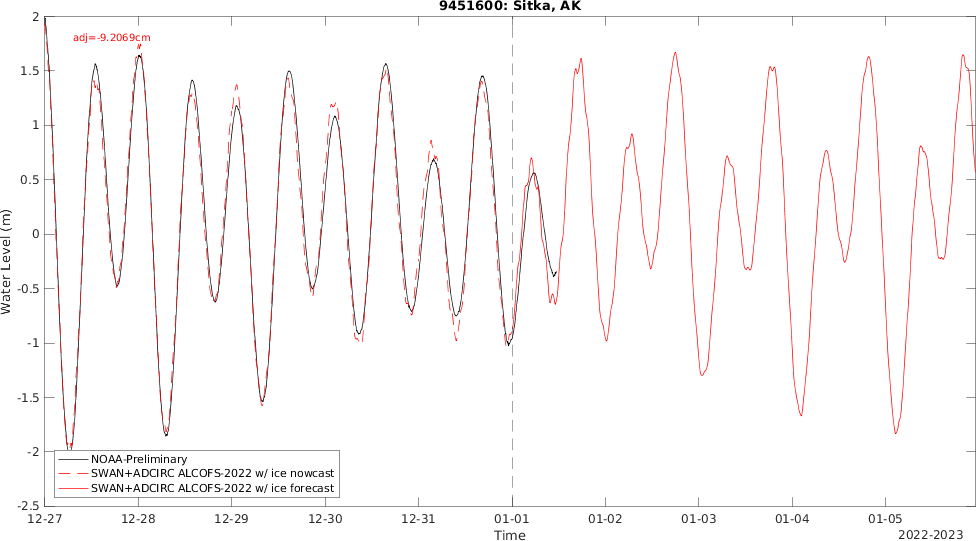 9451600: Sitka, AK
adj=-9.2069cm
2
1.5
1
0.5
0
-0.5
-1
-1.5
-2
-2.5
Water Level (m)
NOAA-Preliminary
SWAN+ADCIRC ALCOFS-2022 w/ ice nowcast
SWAN+ADCIRC ALCOFS-2022 w/ ice forecast
12-27 12-28 12-29 12-30 12-31 01-01 01-02 01-03 01-04 01-05
Time
2022-2023